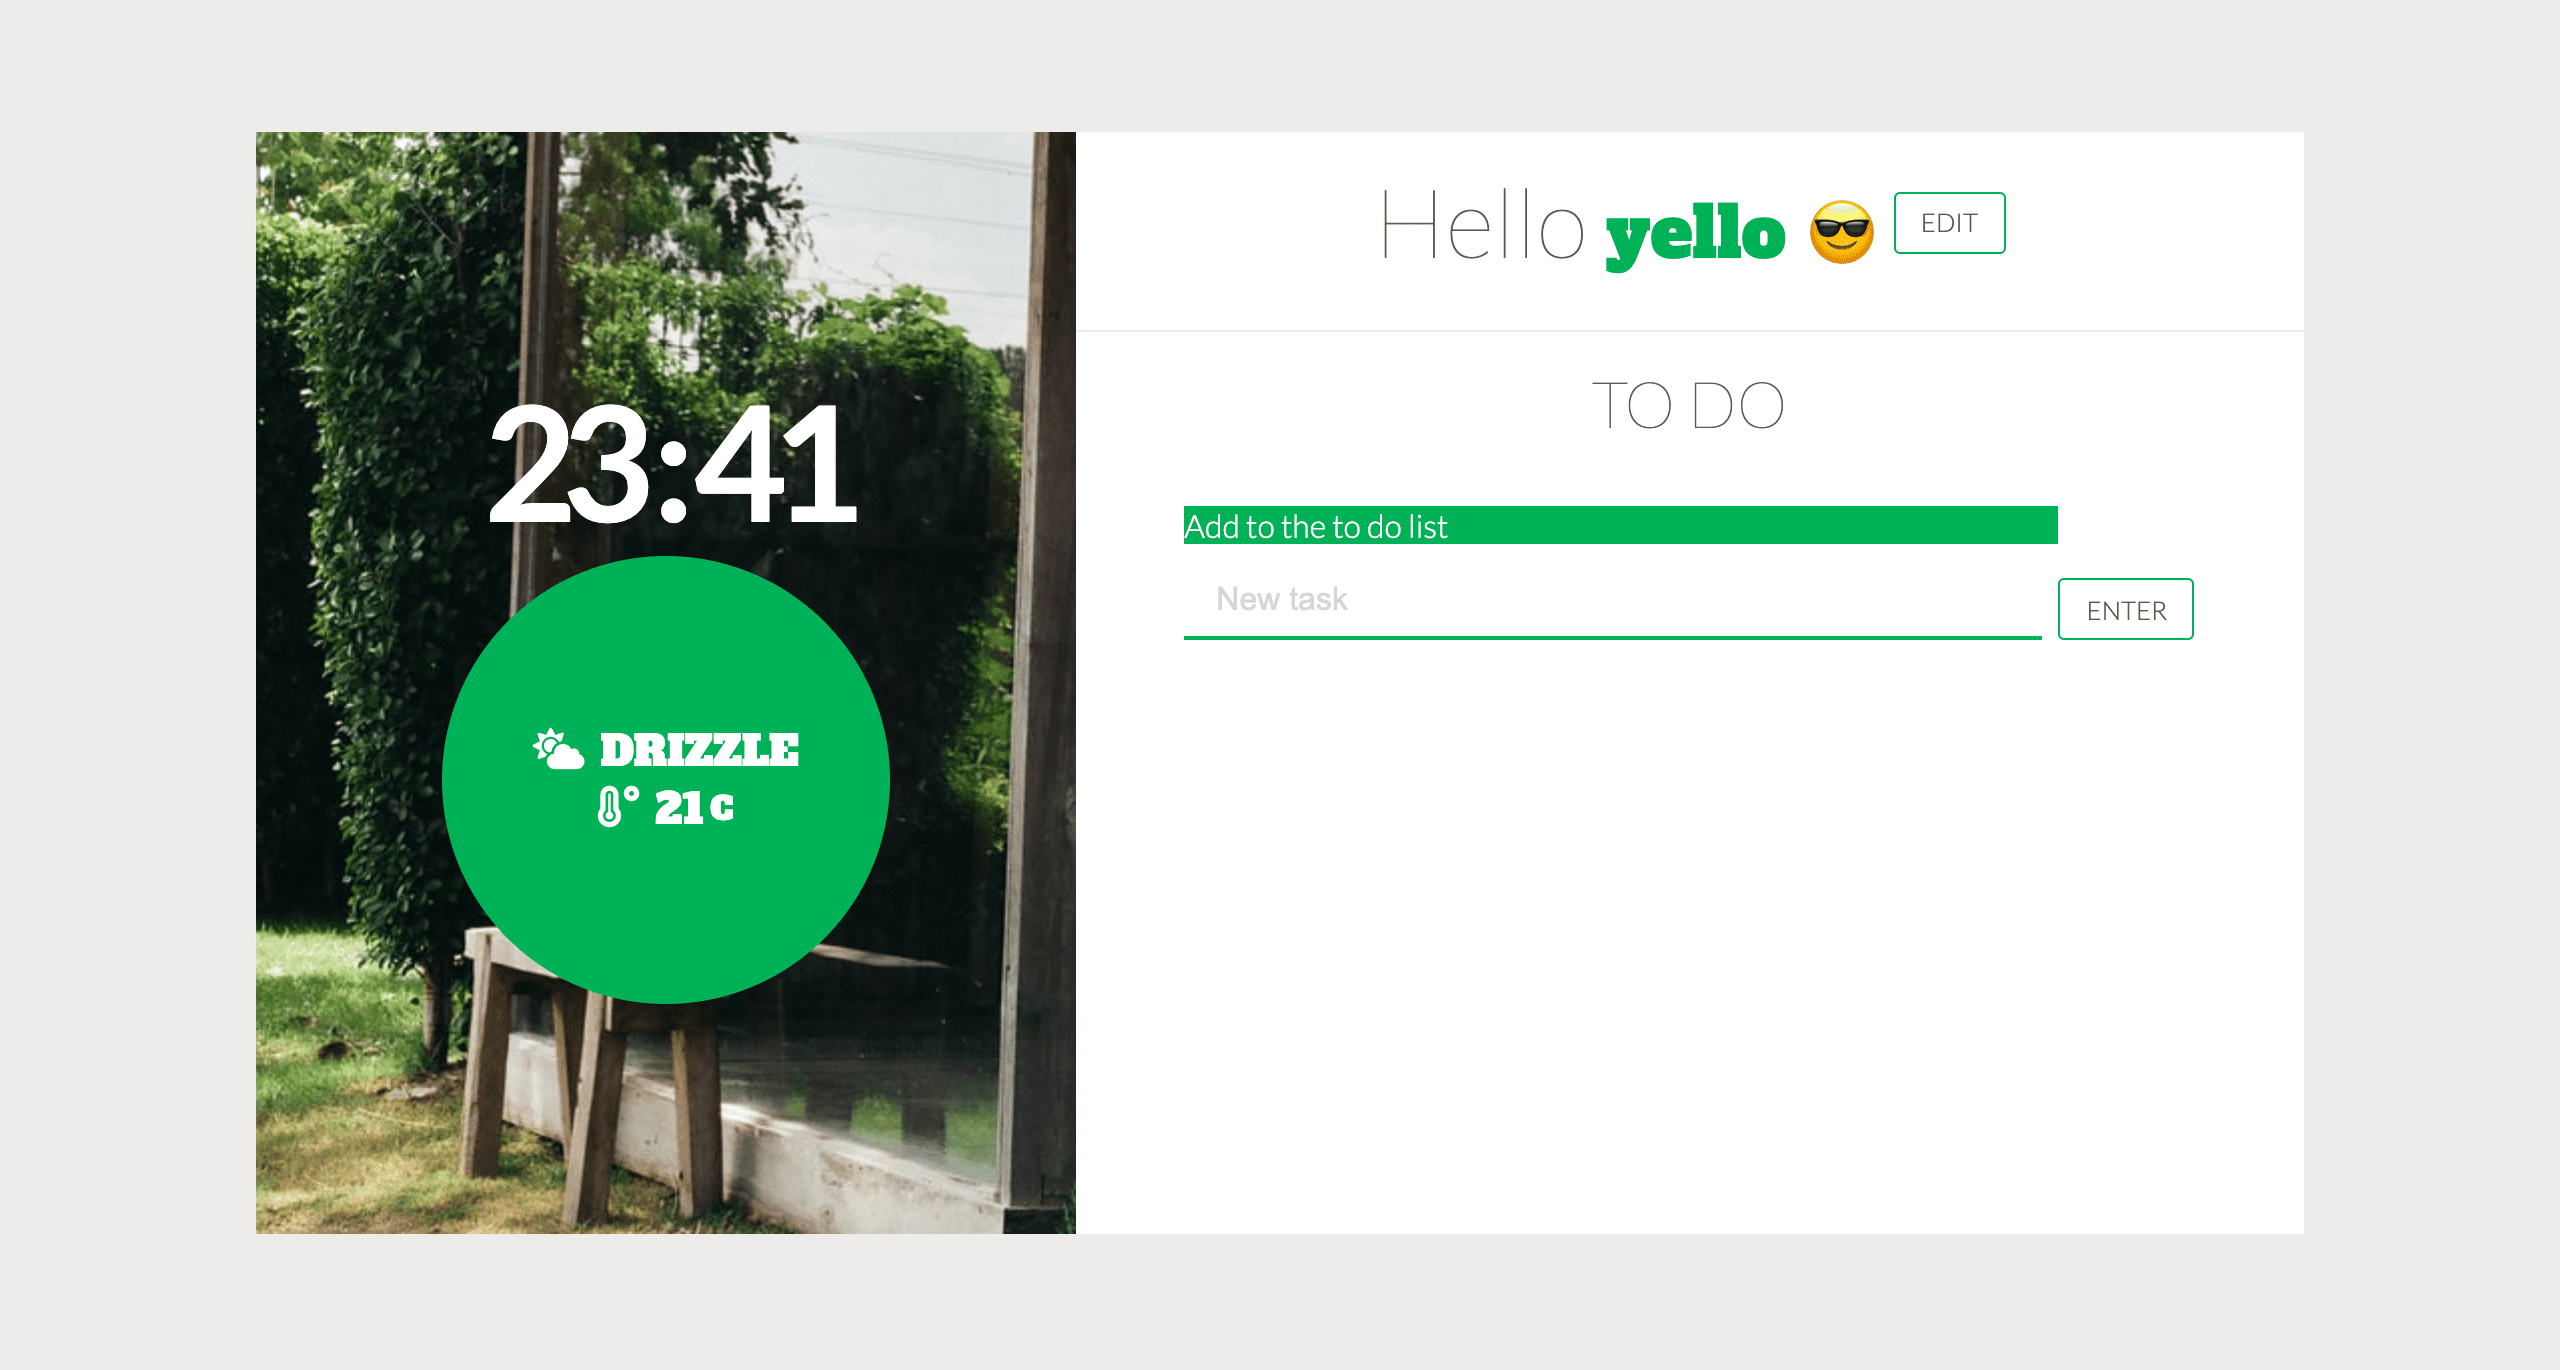 23:41
DRIZZLE
° 21 C
Hello yello 😎 EDIT
TO DO
Add to the to do list
New task
ENTER